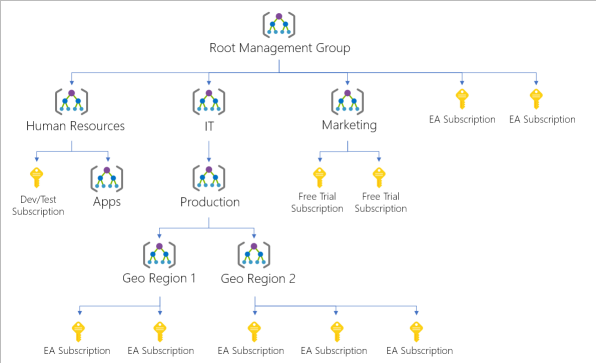 Root Management Group
Human Resources
IT
Marketing
EA Subscription
EA Subscription
Dev/Test
Subscription
Apps
Production
Free Trial
Subscription
Free Trial
Subscription
Geo Region 1
Geo Region 2
EA Subscription
EA Subscription
EA Subscription
EA Subscription
EA Subscription